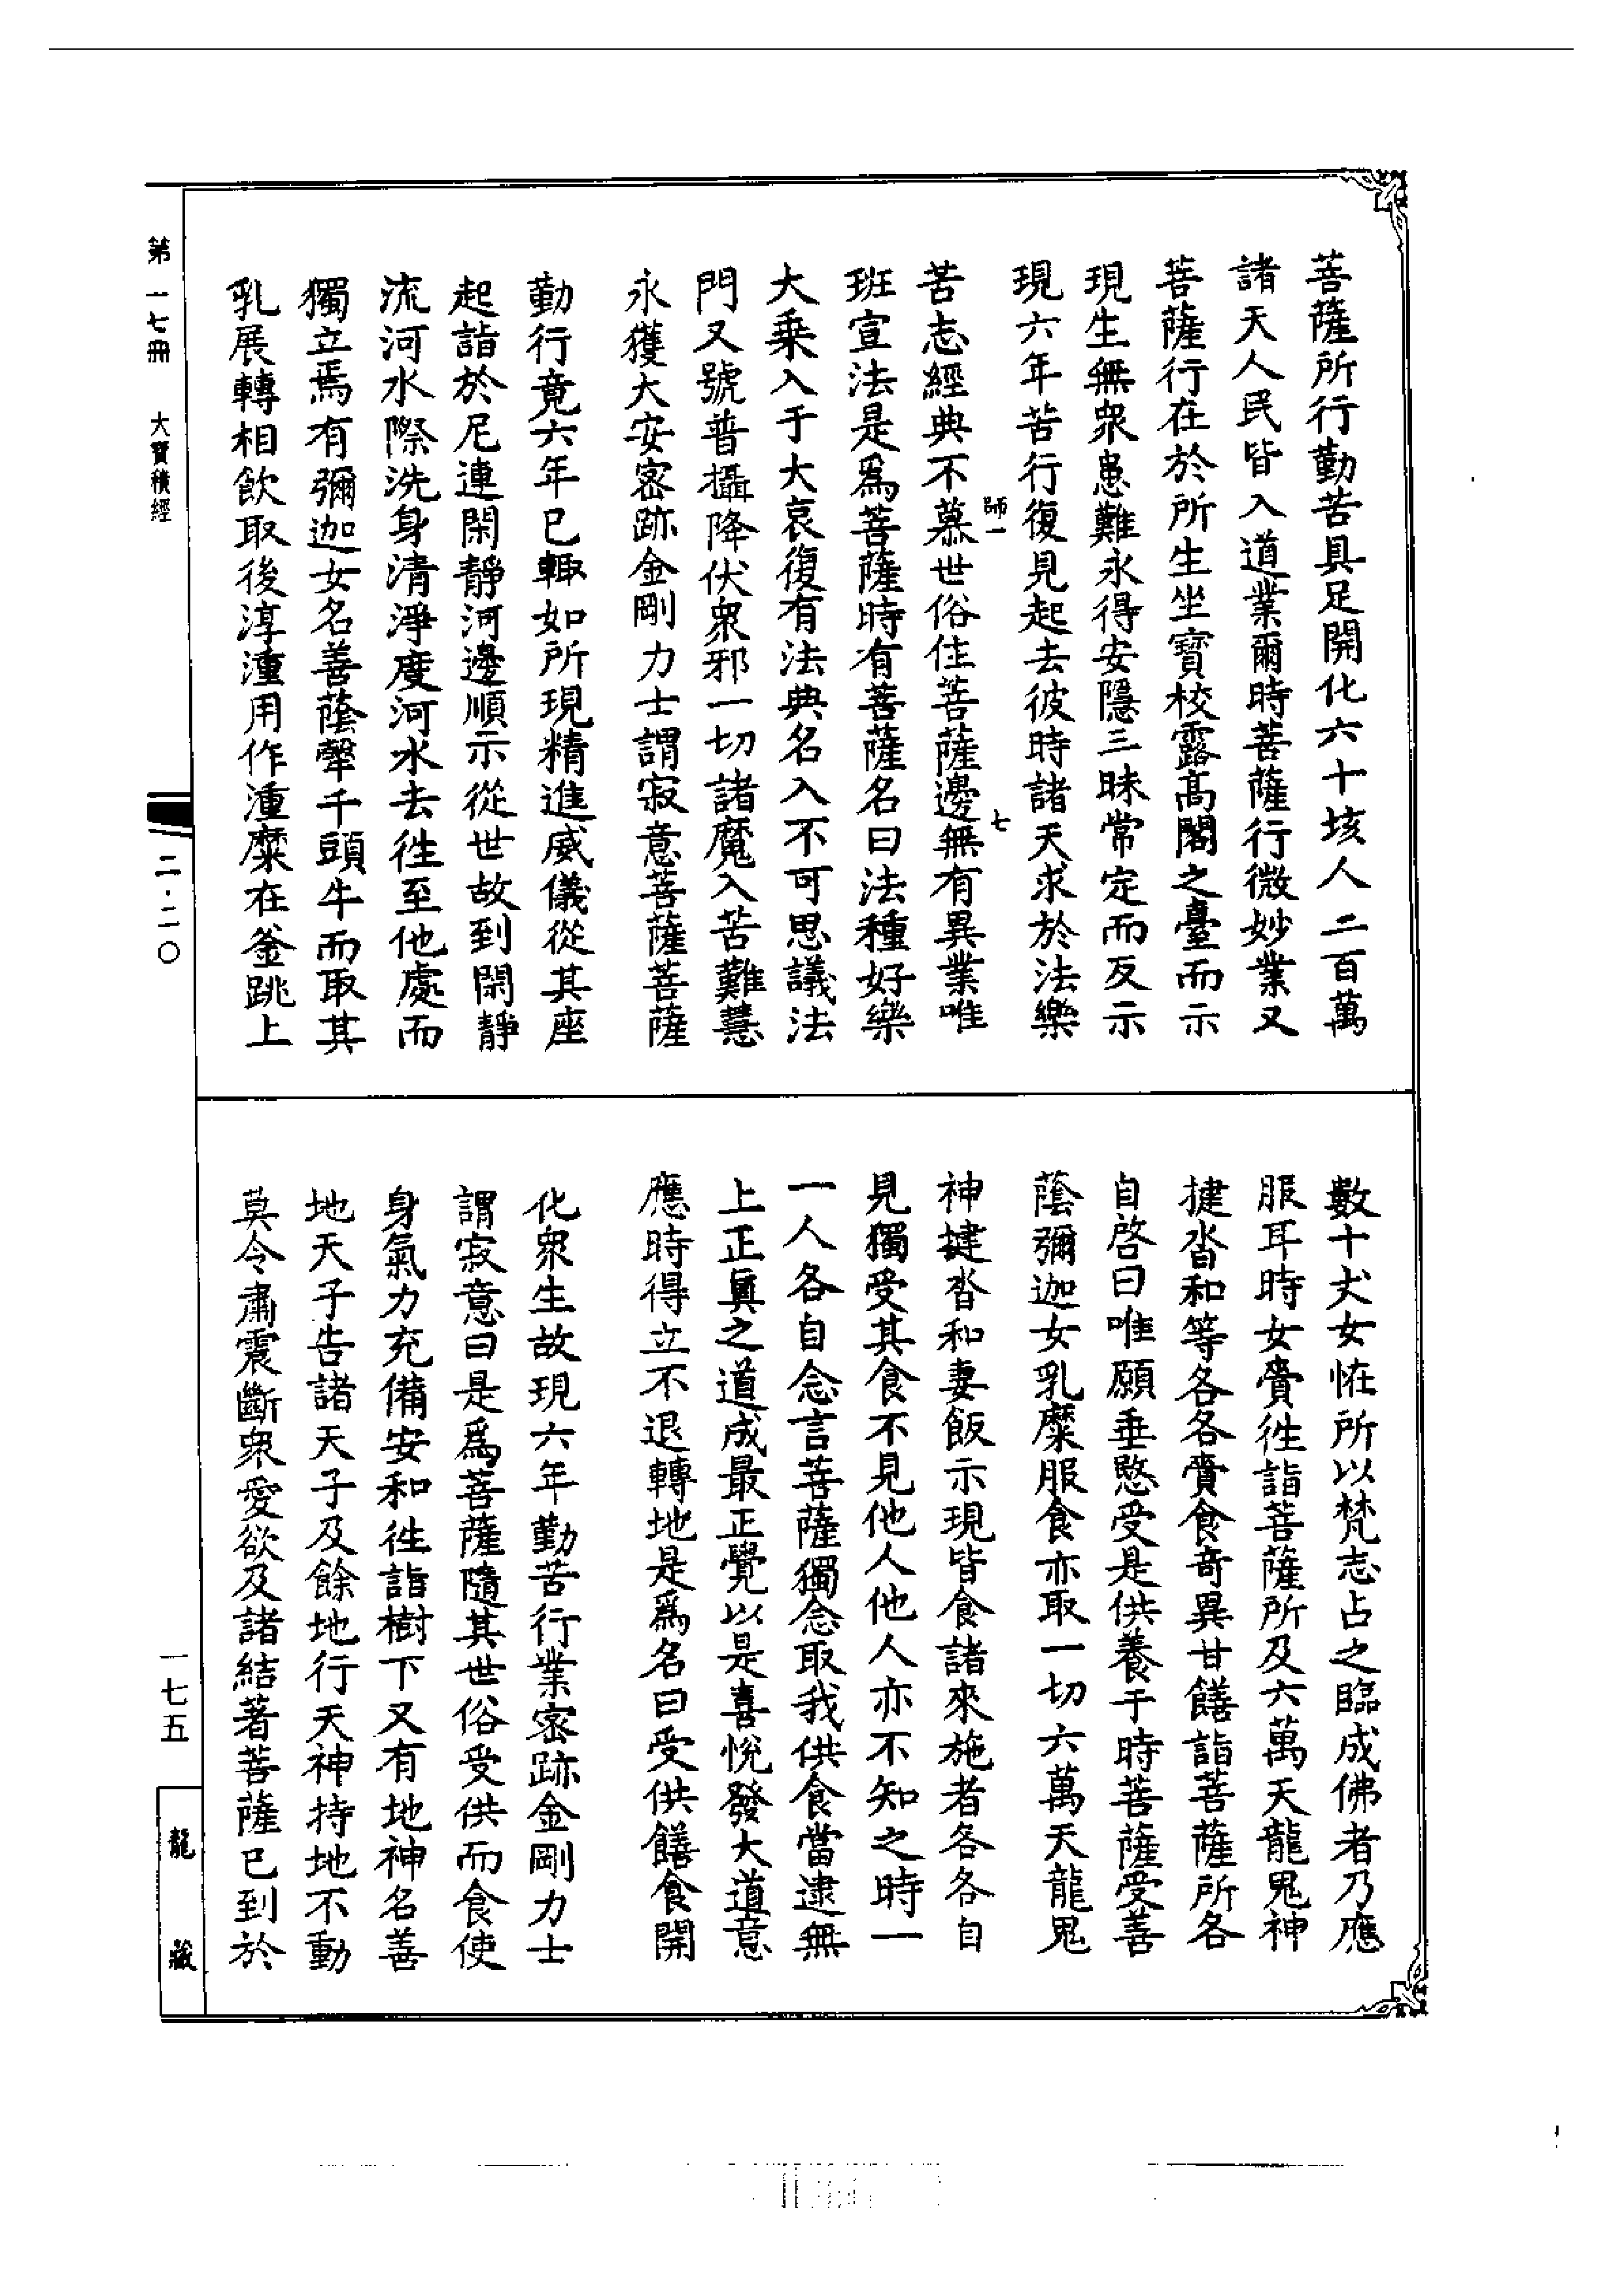 菩薩所行勤苦具足開化六十垓人二百萬
諸天人民皆入道業爾時菩薩行微妙業又
菩薩行在於所生坐寶校露高閣之臺而示
現生無衆患難永得安隱三昧常定而反示
現六年苦行復見起去彼時諸天求於法樂
師一
七
苦志經典不慕世俗住菩薩邊無有異業唯
班宣法是爲菩薩時有菩薩名曰法種好樂
大乘入于大哀復有法典名入不可思議法
門又號普攝降伏衆邪一切諸魔入苦難慧
永獲大安密跡金剛力士謂寂意菩薩菩薩
勤行竟六年已輙如所現精進威儀從其座
起詣於尼連閑靜河邊順示從世故到閑靜
流河水際洗身清淨度河水去徃至他處而
獨立焉有彌迦女名善蔭犛千頭牛而取其
乳展轉相飲取後淳湩用作湩糜在釜跳上
數十丈女恠所以梵志占之臨成佛者乃應
服耳時女賷徃詣菩薩所及六萬天龍鬼神
揵沓和等各各賷食奇異甘饍詣菩薩所各
自啓曰唯願垂愍受是供養于時菩薩受善
蔭彌迦女乳糜服食亦取一切六萬天龍鬼
神揵沓和妻飯示現皆食諸來施者各各自
見獨受其食不見他人他人亦不知之時一
一人各自念言菩薩獨念取我供食當逮無
上正眞之道成最正覺以是喜悅發大道意
應時得立不退轉地是爲名曰受供饍食開
化衆生故現六年勤苦行業密跡金剛力士
謂寂意曰是爲菩薩隨其世俗受供而食使
身氣力充備安和徃詣樹下又有地神名善
地天子告諸天子及餘地行天神持地不動
莫令肅震斷衆愛欲及諸結著菩薩已到於
第一七冊 大寶積經
二·二〇
一七五
龍藏